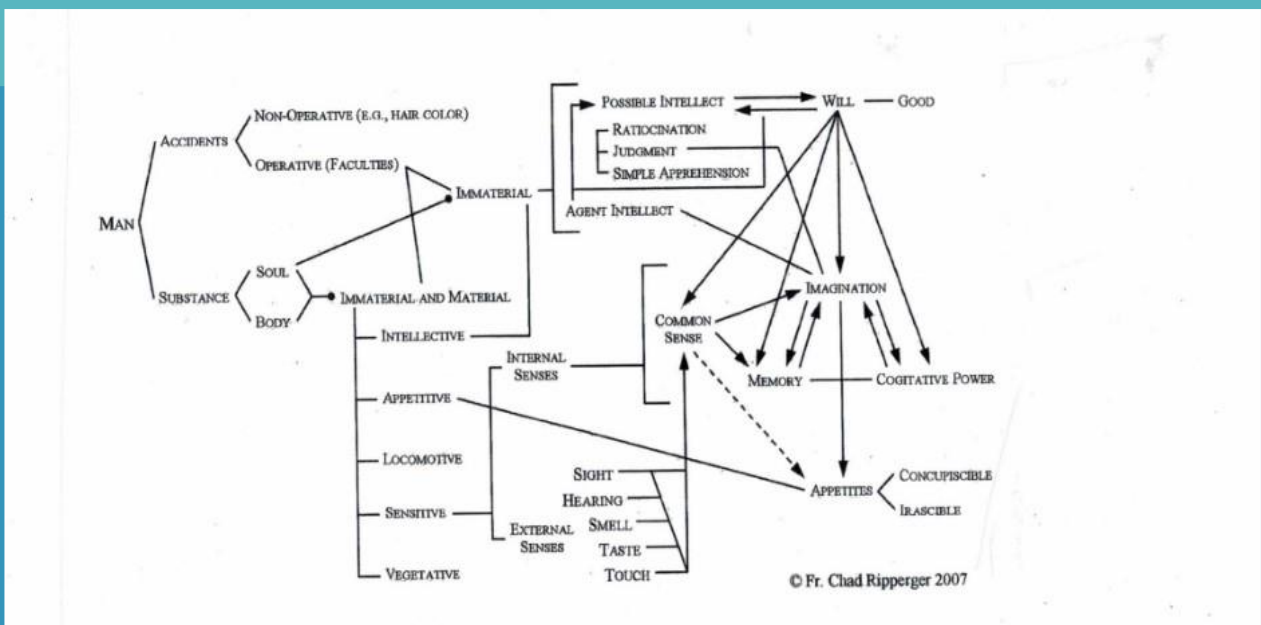 MAN
ACCIDENTS
NON-OPERATIVE (E.G., HAIR COLOR)
OPERATIVE (FACULTIES)
SUBSTANCE
SOUL
BODY
IMMATERIAL
IMMATERIAL AND MATERIAL
INTELLECTIVE
APPETITIVE
LOCOMOTIVE
SENSITIVE
VEGETATIVE
POSSIBLE INTELLECT
RATIOCINATION
JUDGMENT
SIMPLE APPREHENSION
AGENT INTELLECT
WILL
GOOD
INTERNAL
SENSES
EXTERNAL
SENSES
COMMON
SENSE
IMAGINATION
MEMORY
COGITATIVE POWER
SIGHT
HEARING
SMELL
TASTE
TOUCH
APPETITES
CONCUPISCIBLE
IRASCIBLE
© Fr. Chad Ripperger 2007